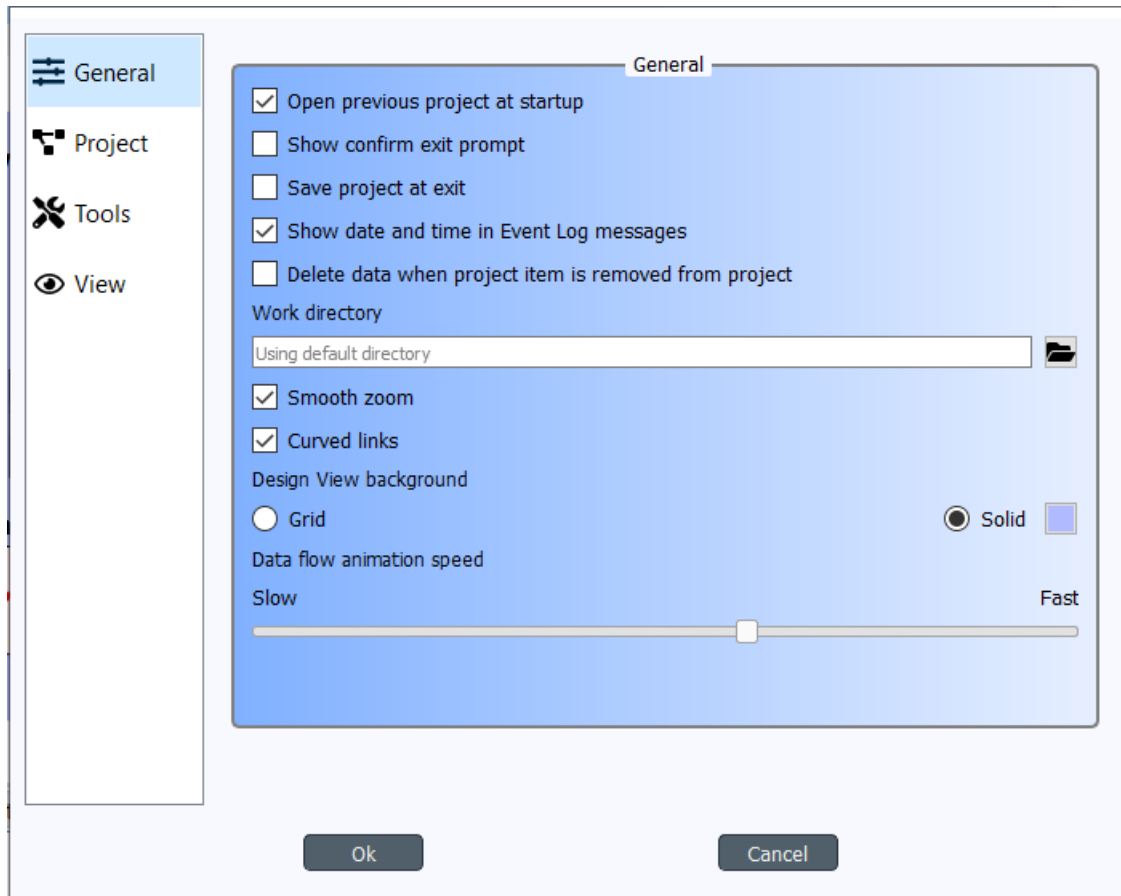 General
Project
Tools
View
General
Open previous project at startup
Show confirm exit prompt
Save project at exit
Show date and time in Event Log messages
Delete data when project item is removed from project
Work directory
Using default directory
Smooth zoom
Curved links
Design View background
Grid Solid
Data flow animation speed
Slow Fast
Ok Cancel